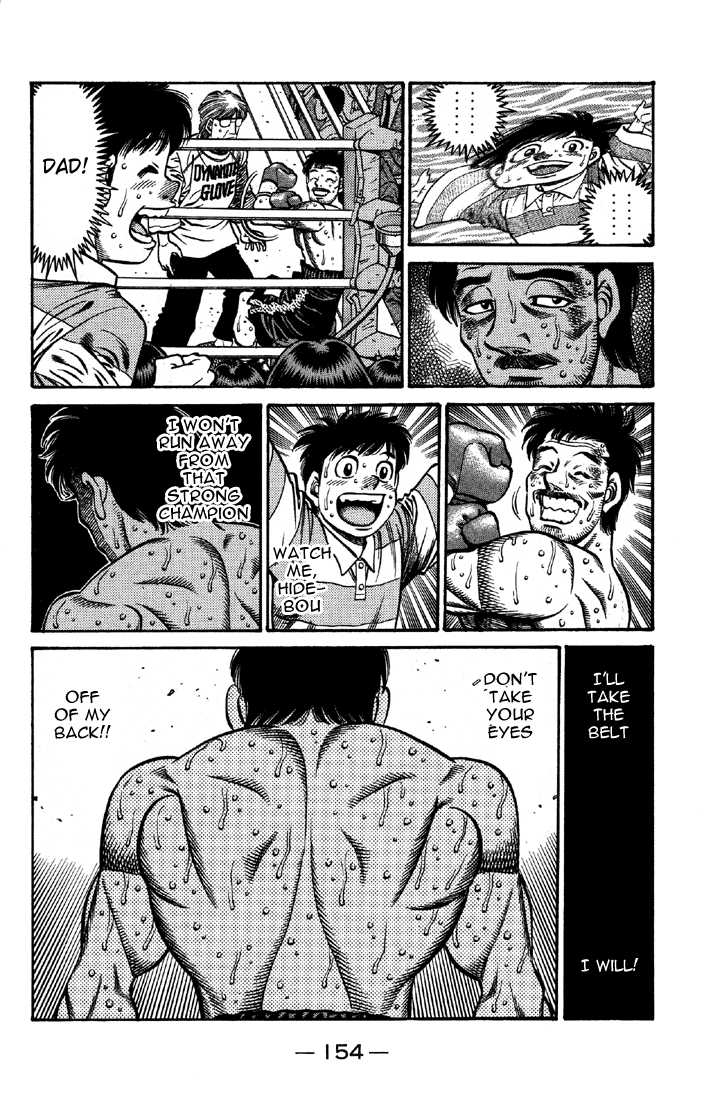 .....
.....
DAD!
DYNAMITE
GLOVE
WATCH
ME,
HIDE-
BOU
I WON'T
RUN AWAY
FROM
THAT
STRONG
CHAMPION
I'LL
TAKE
THE
BELT
I WILL!
DON'T
TAKE
YOUR
EYES
OFF
OF MY
BACK!!
— 154 —